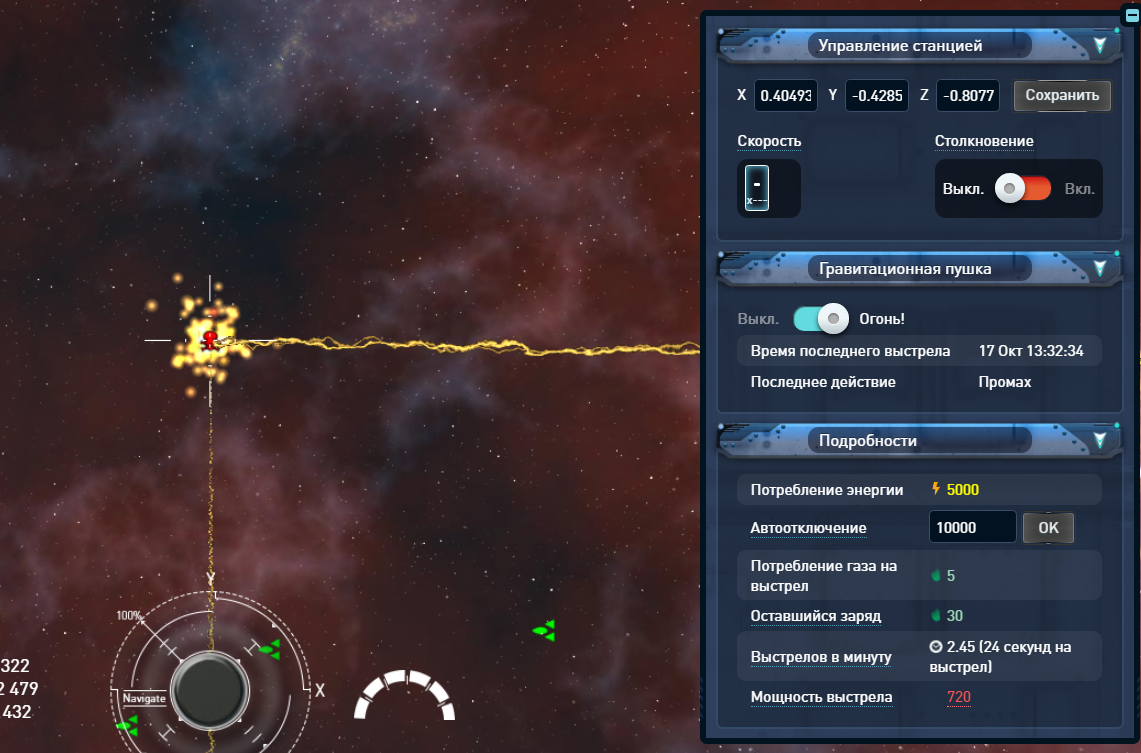 Управление станцией
X 0.40493 Y -0.4285 Z -0.8077 Сохранить
Скорость Столкновение
-
x---
Выкл. Вкл.
Гравитационная пушка
Выкл. Огонь!
Время последнего выстрела 17 Окт 13:32:34
Последнее действие Промах
Подробности
Потребление энергии 5000
Автоотключение 10000 OK
Потребление газа на
выстрел 5
Оставшийся заряд 30
Выстрелов в минуту 2.45 (24 секунд на
выстрел)
Мощность выстрела 720
Y
100%
X
Navigate
322
2 479
432